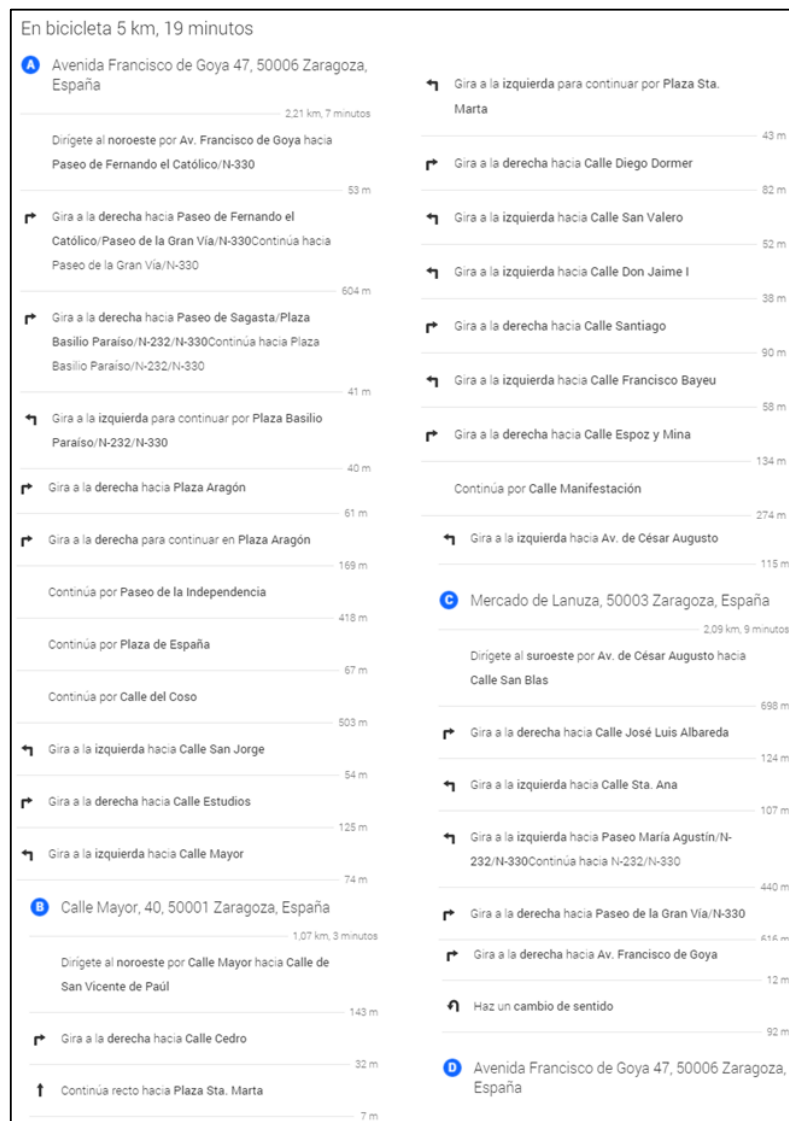 En bicicleta 5 km, 19 minutos
A
Avenida Francisco de Goya 47, 50006 Zaragoza,
España
2,21 km, 7 minutos
Dirígete al noroeste por Av. Francisco de Goya hacia
Paseo de Fernando el Católico/N-330
53 m
Gira a la derecha hacia Paseo de Fernando el
Católico/Paseo de la Gran Vía/N-330Continúa hacia
Paseo de la Gran Vía/N-330
604 m
Gira a la derecha hacia Paseo de Sagasta/Plaza
Basilio Paraíso/N-232/N-330Continúa hacia Plaza
Basilio Paraíso/N-232/N-330
41 m
Gira a la izquierda para continuar por Plaza Basilio
Paraíso/N-232/N-330
40 m
Gira a la derecha hacia Plaza Aragón
61 m
Gira a la derecha para continuar en Plaza Aragón
169 m
Continúa por Paseo de la Independencia
418 m
Continúa por Plaza de España
67 m
Continúa por Calle del Coso
503 m
Gira a la izquierda hacia Calle San Jorge
54 m
Gira a la derecha hacia Calle Estudios
125 m
Gira a la izquierda hacia Calle Mayor
74 m
B
Calle Mayor, 40, 50001 Zaragoza, España
1,07 km, 3 minutos
Dirígete al noroeste por Calle Mayor hacia Calle de
San Vicente de Paúl
143 m
Gira a la derecha hacia Calle Cedro
32 m
Continúa recto hacia Plaza Sta. Marta
7 m
Gira a la izquierda para continuar por Plaza Sta.
Marta
43 m
Gira a la derecha hacia Calle Diego Dormer
82 m
Gira a la izquierda hacia Calle San Valero
52 m
Gira a la izquierda hacia Calle Don Jaime I
38 m
Gira a la derecha hacia Calle Santiago
90 m
Gira a la izquierda hacia Calle Francisco Bayeu
58 m
Gira a la derecha hacia Calle Espoz y Mina
134 m
Continúa por Calle Manifestación
274 m
Gira a la izquierda hacia Av. de César Augusto
115 m
C
Mercado de Lanuza, 50003 Zaragoza, España
2,09 km, 9 minutos
Dirígete al suroeste por Av. de César Augusto hacia
Calle San Blas
698 m
Gira a la derecha hacia Calle José Luis Albareda
124 m
Gira a la izquierda hacia Calle Sta. Ana
107 m
Gira a la izquierda hacia Paseo María Agustín/N-
232/N-330Continúa hacia N-232/N-330
440 m
Gira a la derecha hacia Paseo de la Gran Vía/N-330
616 m
Gira a la derecha hacia Av. Francisco de Goya
12 m
Haz un cambio de sentido
92 m
D
Avenida Francisco de Goya 47, 50006 Zaragoza,
España